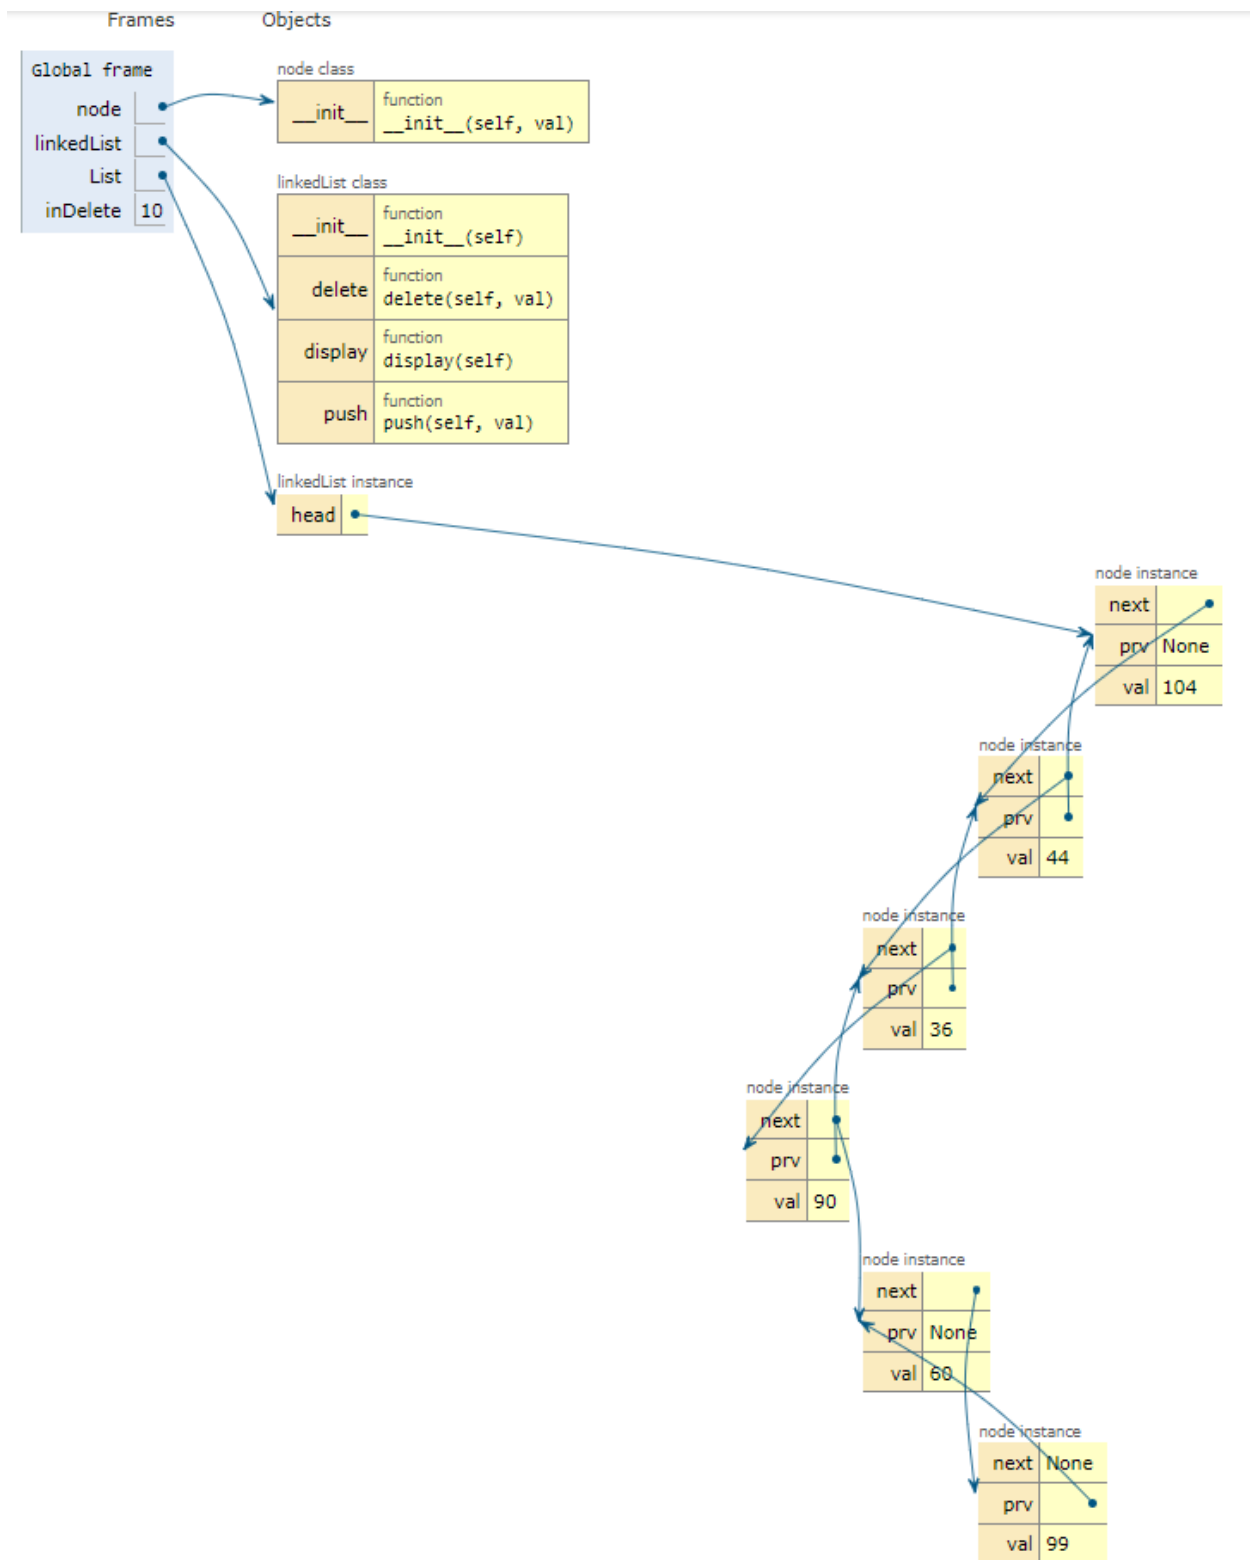 Frames Objects
Global frame
node
linkedList
List
inDelete 10
node class
__init__ function
__init__(self, val)
linkedList class
__init__ function
__init__(self)
delete function
delete(self, val)
display function
display(self)
push function
push(self, val)
linkedList instance
head
node instance
next
prv None
val 104
node instance
next
prv
val 44
node instance
next
prv
val 36
node instance
next
prv
val 90
node instance
next
prv None
val 60
node instance
next None
prv
val 99